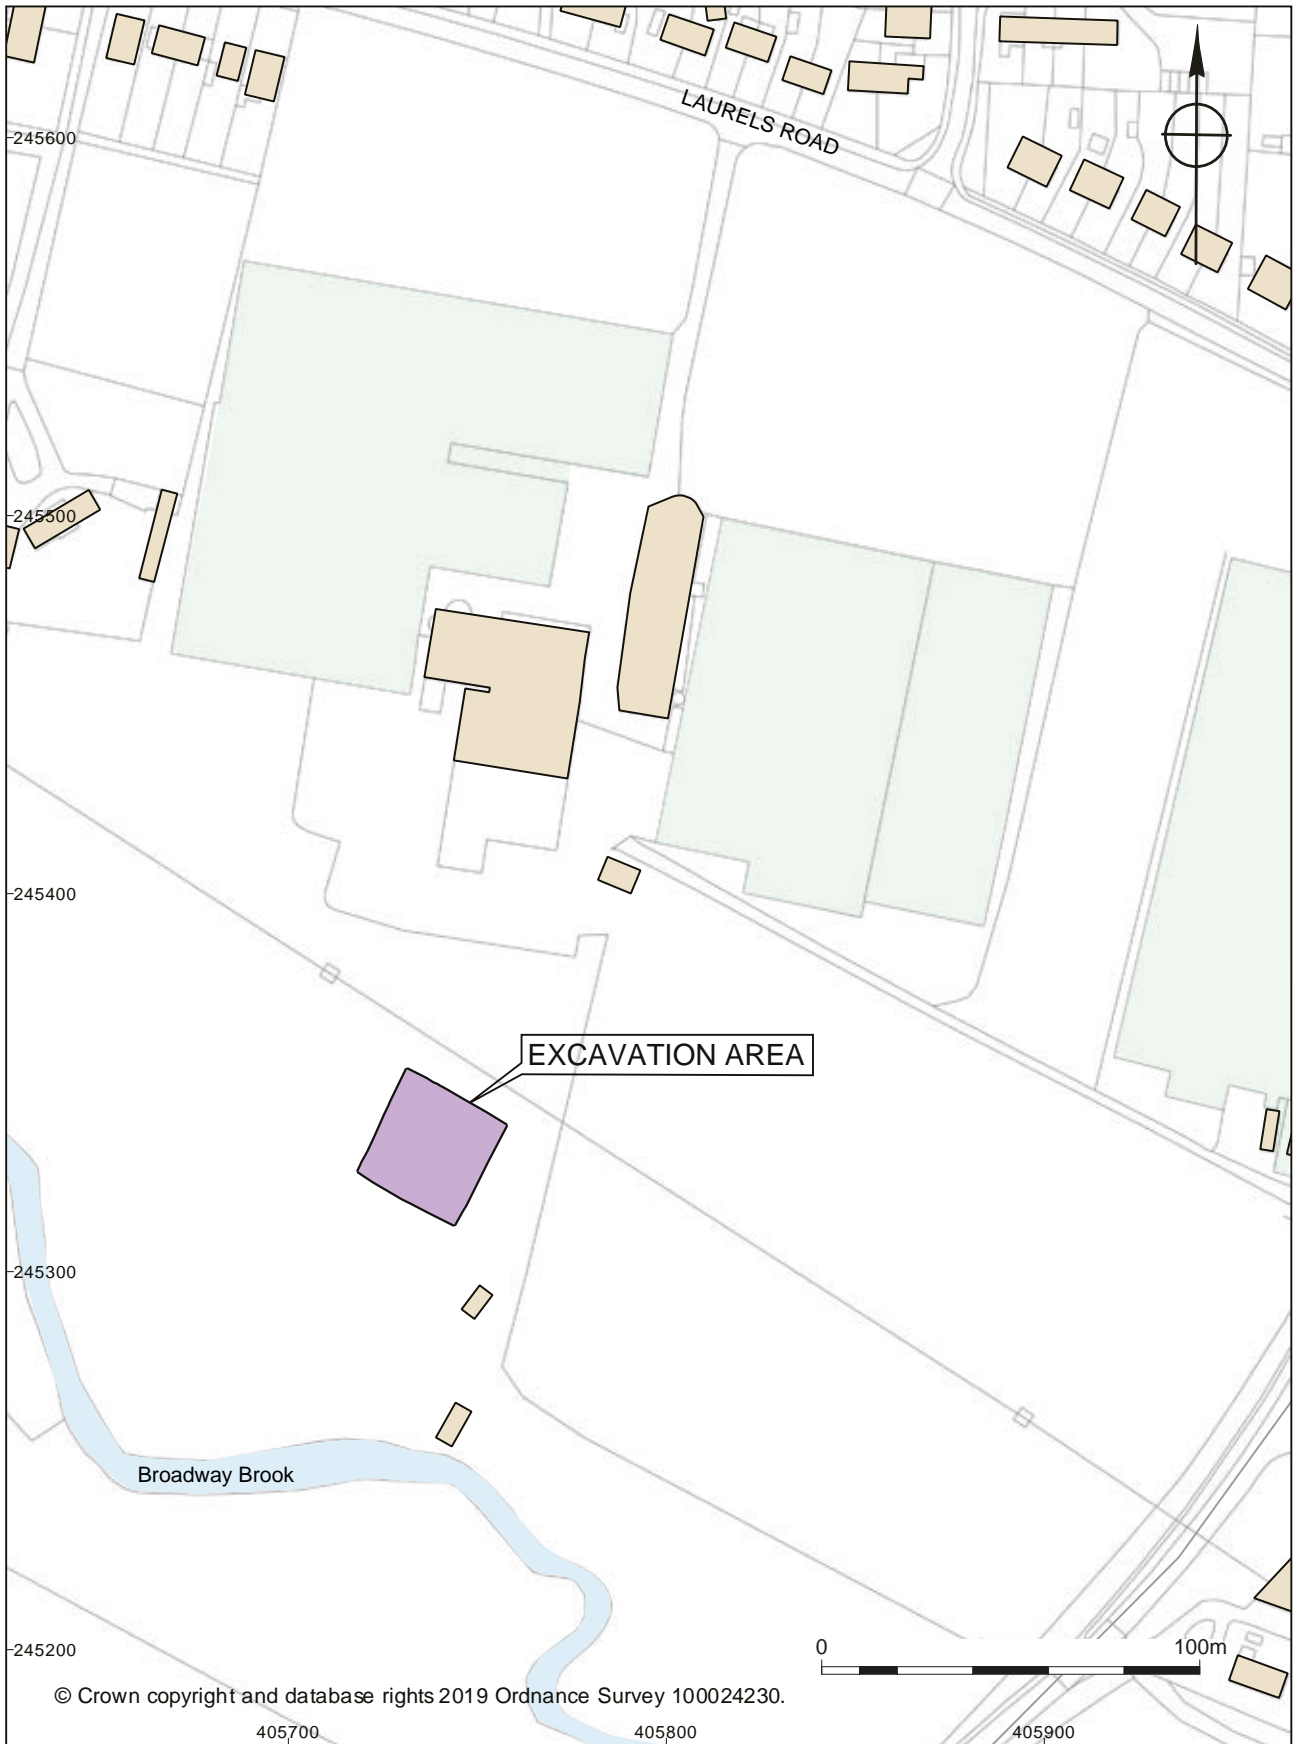 LAURELS ROAD
245600
245500
245400
EXCAVATION AREA
245300
Broadway Brook
245200
0 100m
© Crown copyright and database rights 2019 Ordnance Survey 100024230.
405700 405800 405900